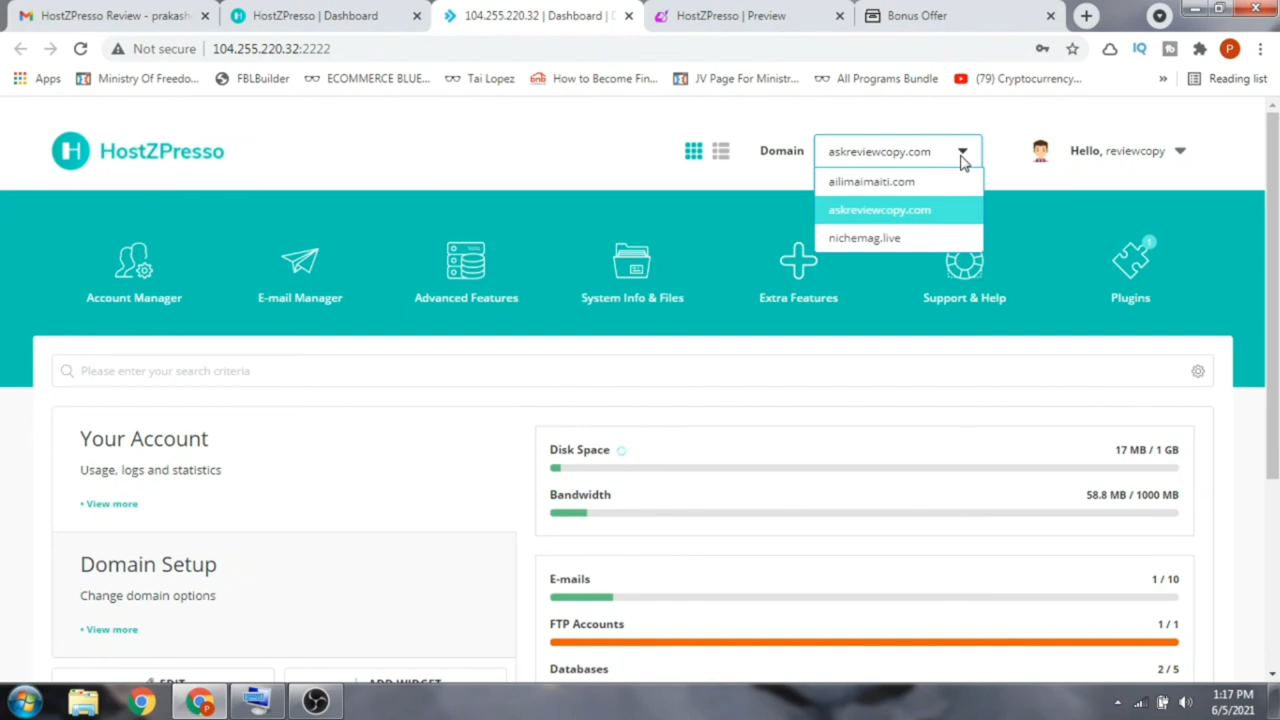 HostZPresso Review - prakash
HostZPresso | Dashboard
104.255.220.32 | Dashboard |
HostZPresso | Preview
Bonus Offer
Not secure
104.255.220.32:2222
IQ
P
Apps
Ministry Of Freedo...
FBLBuilder
ECOMMERCE BLUE...
Tai Lopez
How to Become Fin...
JV Page For Ministr...
All Programs Bundle
(79) Cryptocurrency...
»
Reading list
H HostZPresso
Domain
askreviewcopy.com
Hello, reviewcopy
ailimaimaiti.com
askreviewcopy.com
nichemag.live
1
Account Manager
E-mail Manager
Advanced Features
System Info & Files
Extra Features
Support & Help
Plugins
Please enter your search criteria
Your Account
Usage, logs and statistics
• View more
Disk Space
17 MB / 1 GB
Bandwidth
58.8 MB / 1000 MB
Domain Setup
Change domain options
• View more
E-mails
1 / 10
FTP Accounts
1 / 1
Databases
2 / 5
EDIT
ADD WIDGET
1:17 PM
6/5/2021